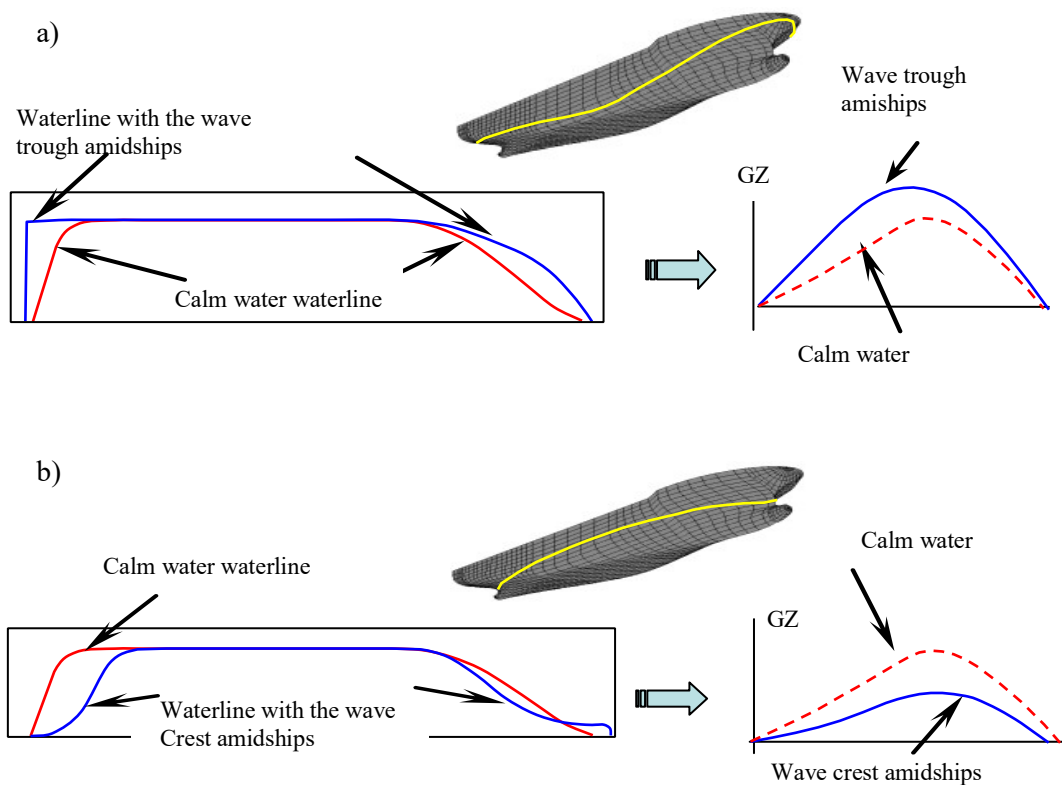 a)
Waterline with the wave
trough amidships
Calm water waterline
Wave trough
amiships
GZ
Calm water
b)
Calm water waterline
Waterline with the wave
Crest amidships
Calm water
GZ
Wave crest amidships